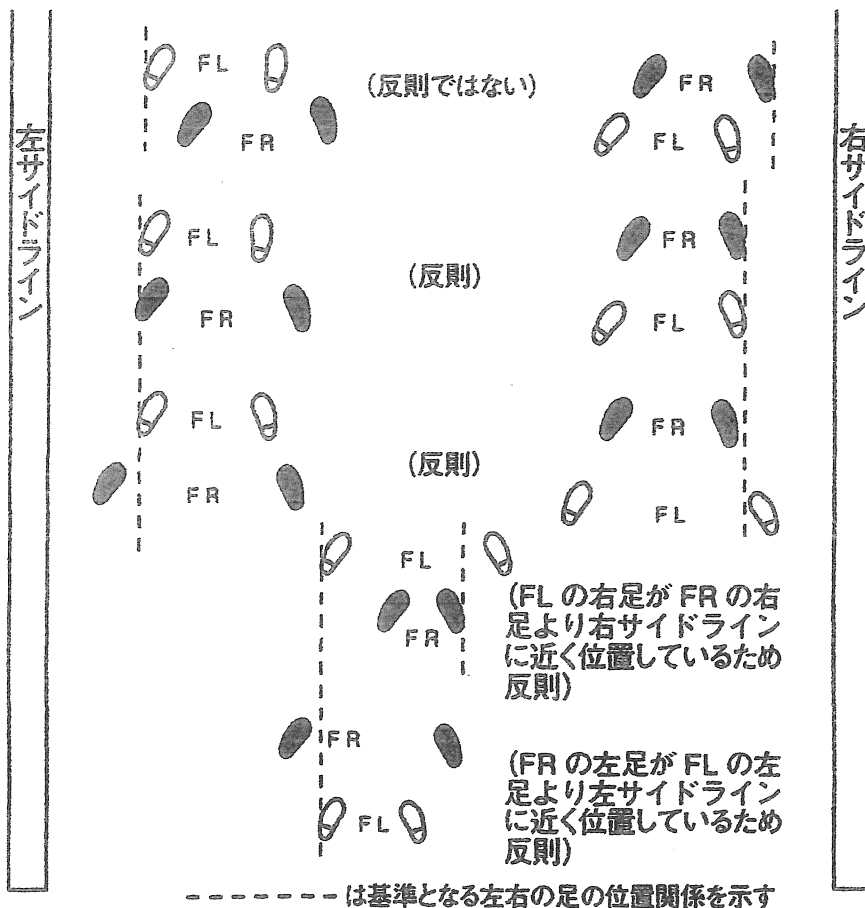 左サイドライン
右サイドライン
FL
FR
(反則ではない)
FR
FL
FL
FR
(反則)
FR
FL
FL
FR
(反則)
FR
FL
FL
FR
(FL の右足が FR の右
足より右サイドライン
に近く位置しているため
反則)
FR
FL
(FR の左足が FL の左
足より左サイドライン
に近く位置しているため
反則)
は基準となる左右の足の位置関係を示す